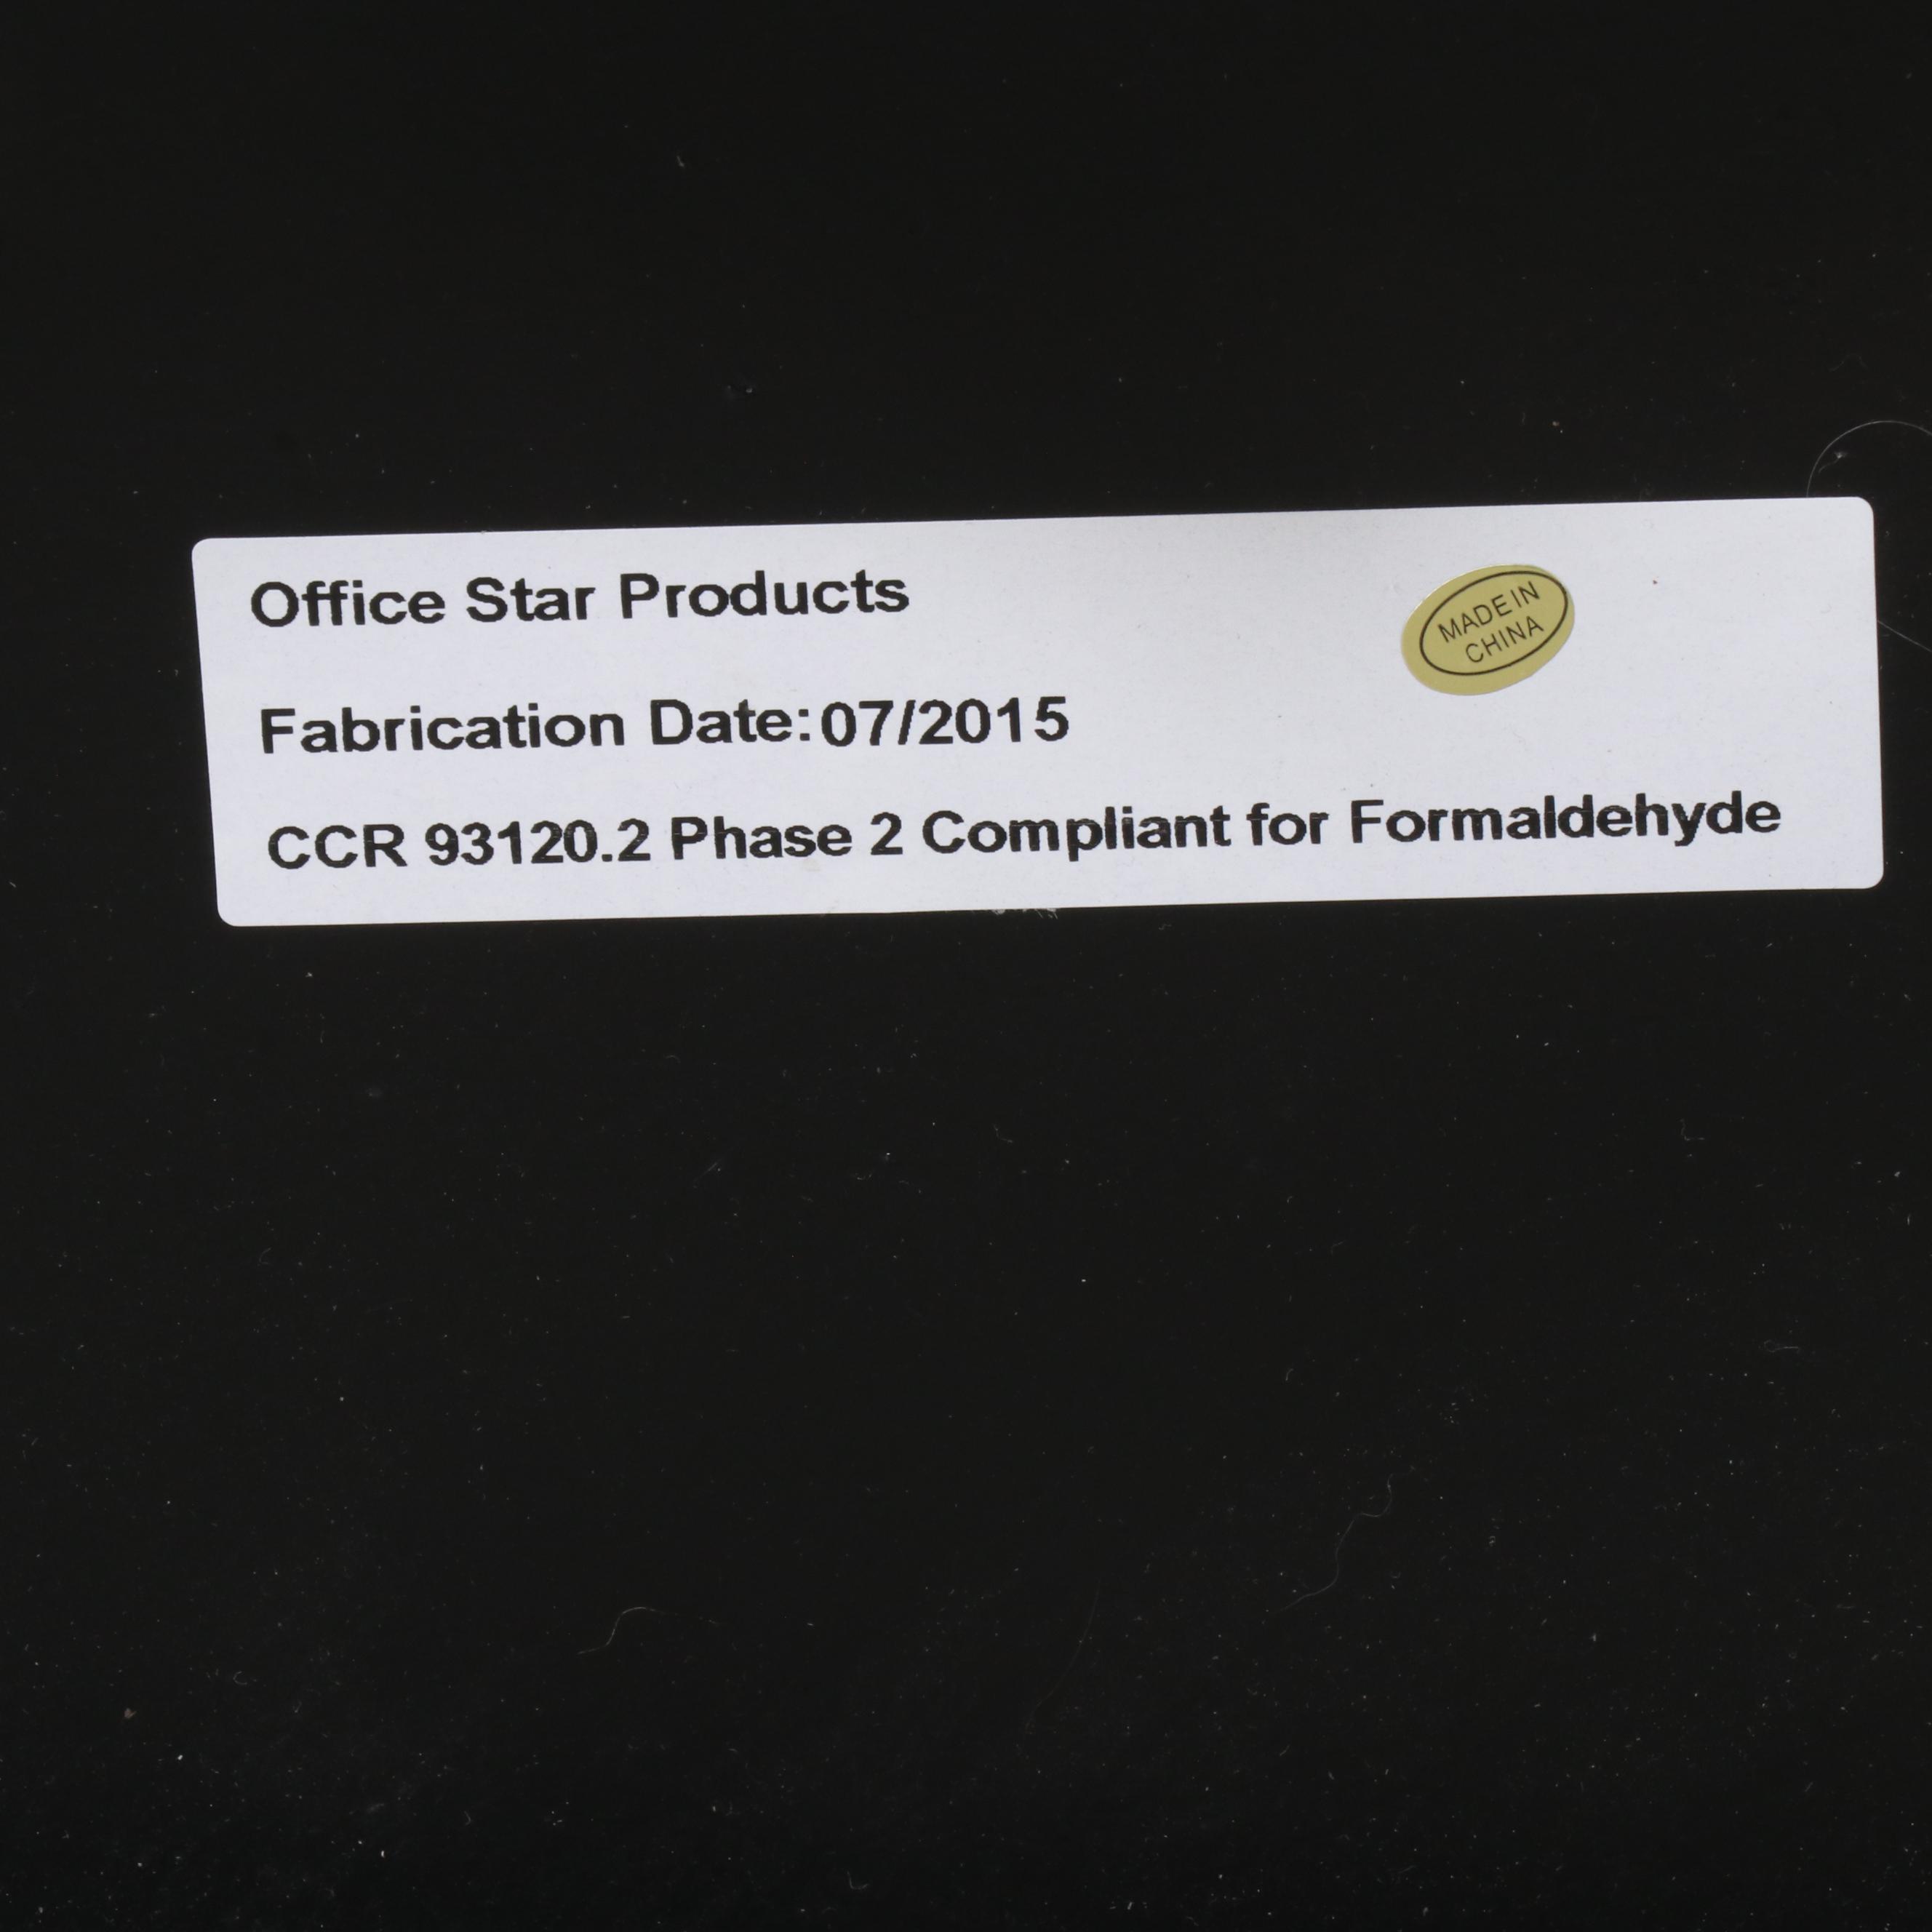 Office Star Products
MADE IN
CHINA
Fabrication Date:07/2015
CCR 93120.2 Phase 2 Compliant for Formaldehyde